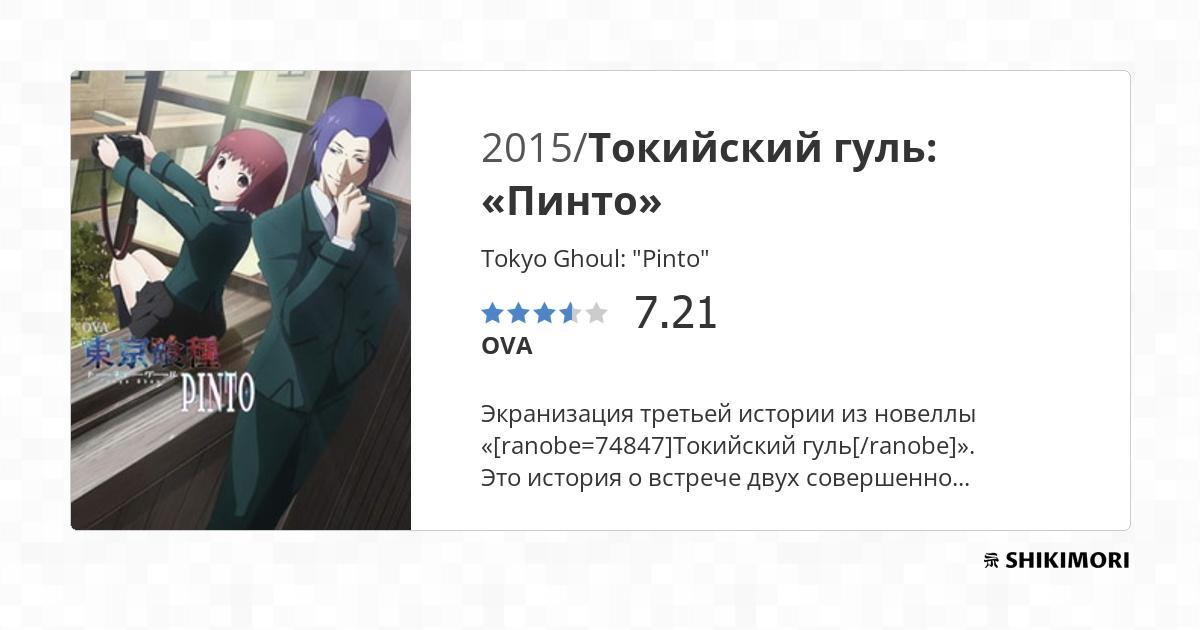 2015/Токийский гуль:
«Пинто»
Tokyo Ghoul: "Pinto"
7.21
OVA
Экранизация третьей истории из новеллы
«[ranobe=74847]Токийский гуль[/ranobe]».
Это история о встрече двух совершенно...
OVA
東京喰種
PINTO
SHIKIMORI